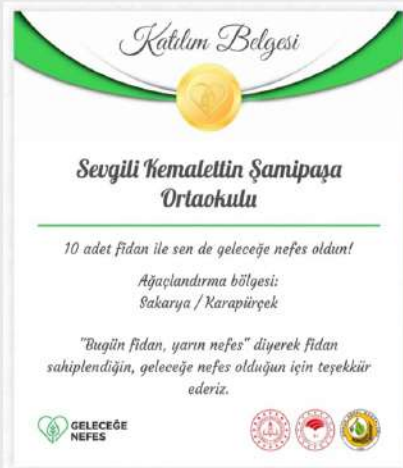 Katılım Belgesi
Sevgili Kemalettin Şamipaşa
Ortaokulu
10 adet fidan ile sen de geleceğe nefes oldun!
Ağaçlandırma bölgesi:
Sakarya / Karapürçek
"Bugün fidan, yarın nefes" diyerek fidan
sahiplendiğin, geleceğe nefes olduğun için teşekkür
ederiz.
GELECEĞE
NEFES